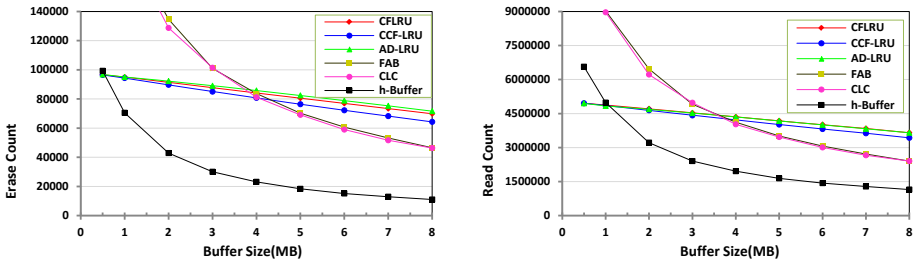 140000
120000
100000
80000
60000
40000
20000
0
Erase Count
0
1
2
3
4
5
6
7
8
Buffer Size(MB)
CFLRU
CCF-LRU
AD-LRU
FAB
CLC
h-Buffer
9000000
7500000
6000000
4500000
3000000
1500000
0
Read Count
0
1
2
3
4
5
6
7
8
Buffer Size(MB)
CFLRU
CCF-LRU
AD-LRU
FAB
CLC
h-Buffer